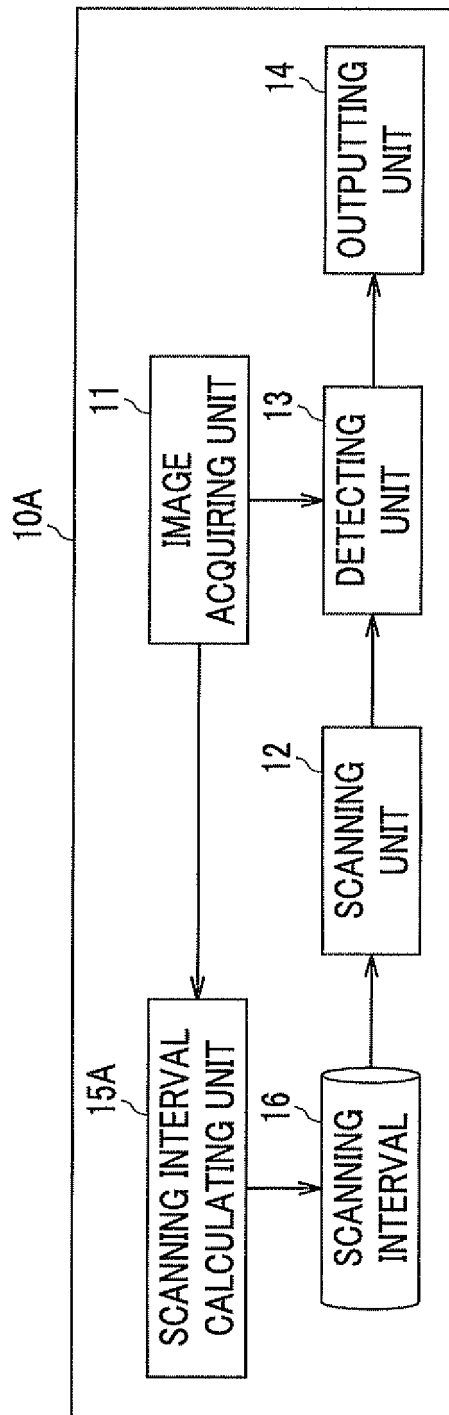 10A
15A
SCANNING INTERVAL
CALCULATING UNIT
11
IMAGE
ACQUIRING UNIT
16
SCANNING
INTERVAL
12
SCANNING
UNIT
13
DETECTING
UNIT
14
OUTPUTTING
UNIT